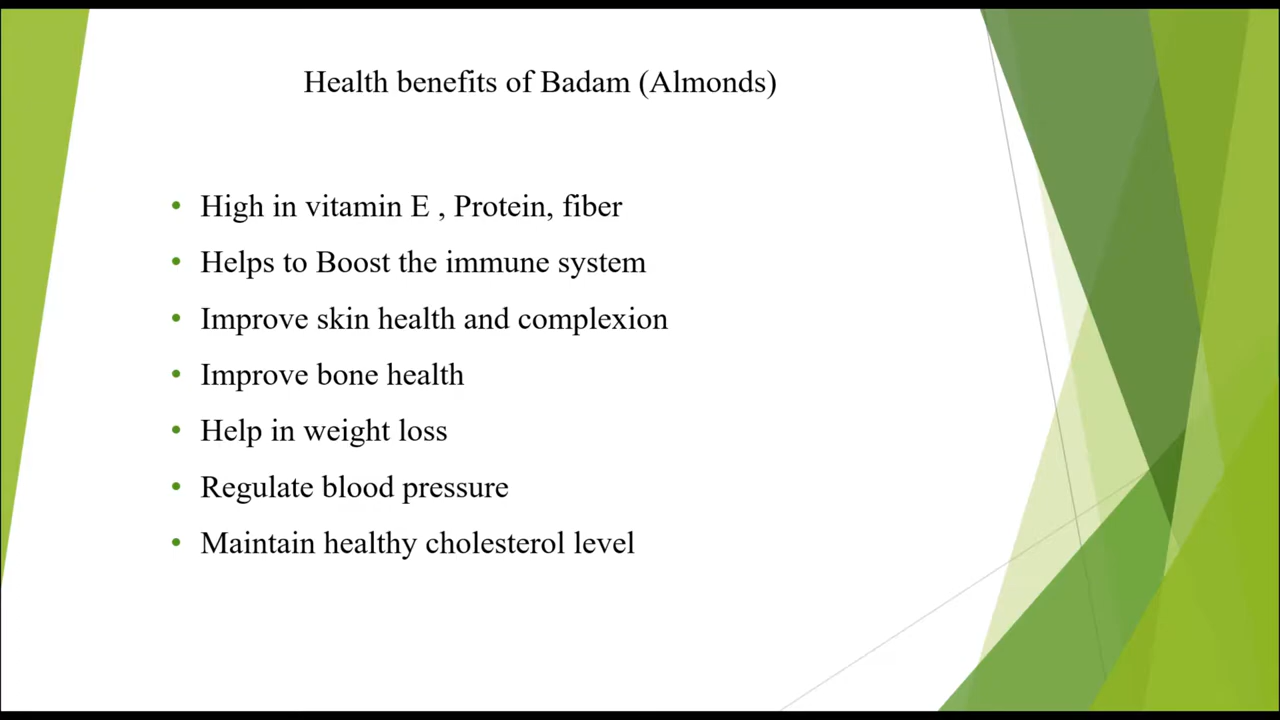 Health benefits of Badam (Almonds)
• High in vitamin E , Protein, fiber
• Helps to Boost the immune system
• Improve skin health and complexion
• Improve bone health
• Help in weight loss
• Regulate blood pressure
• Maintain healthy cholesterol level